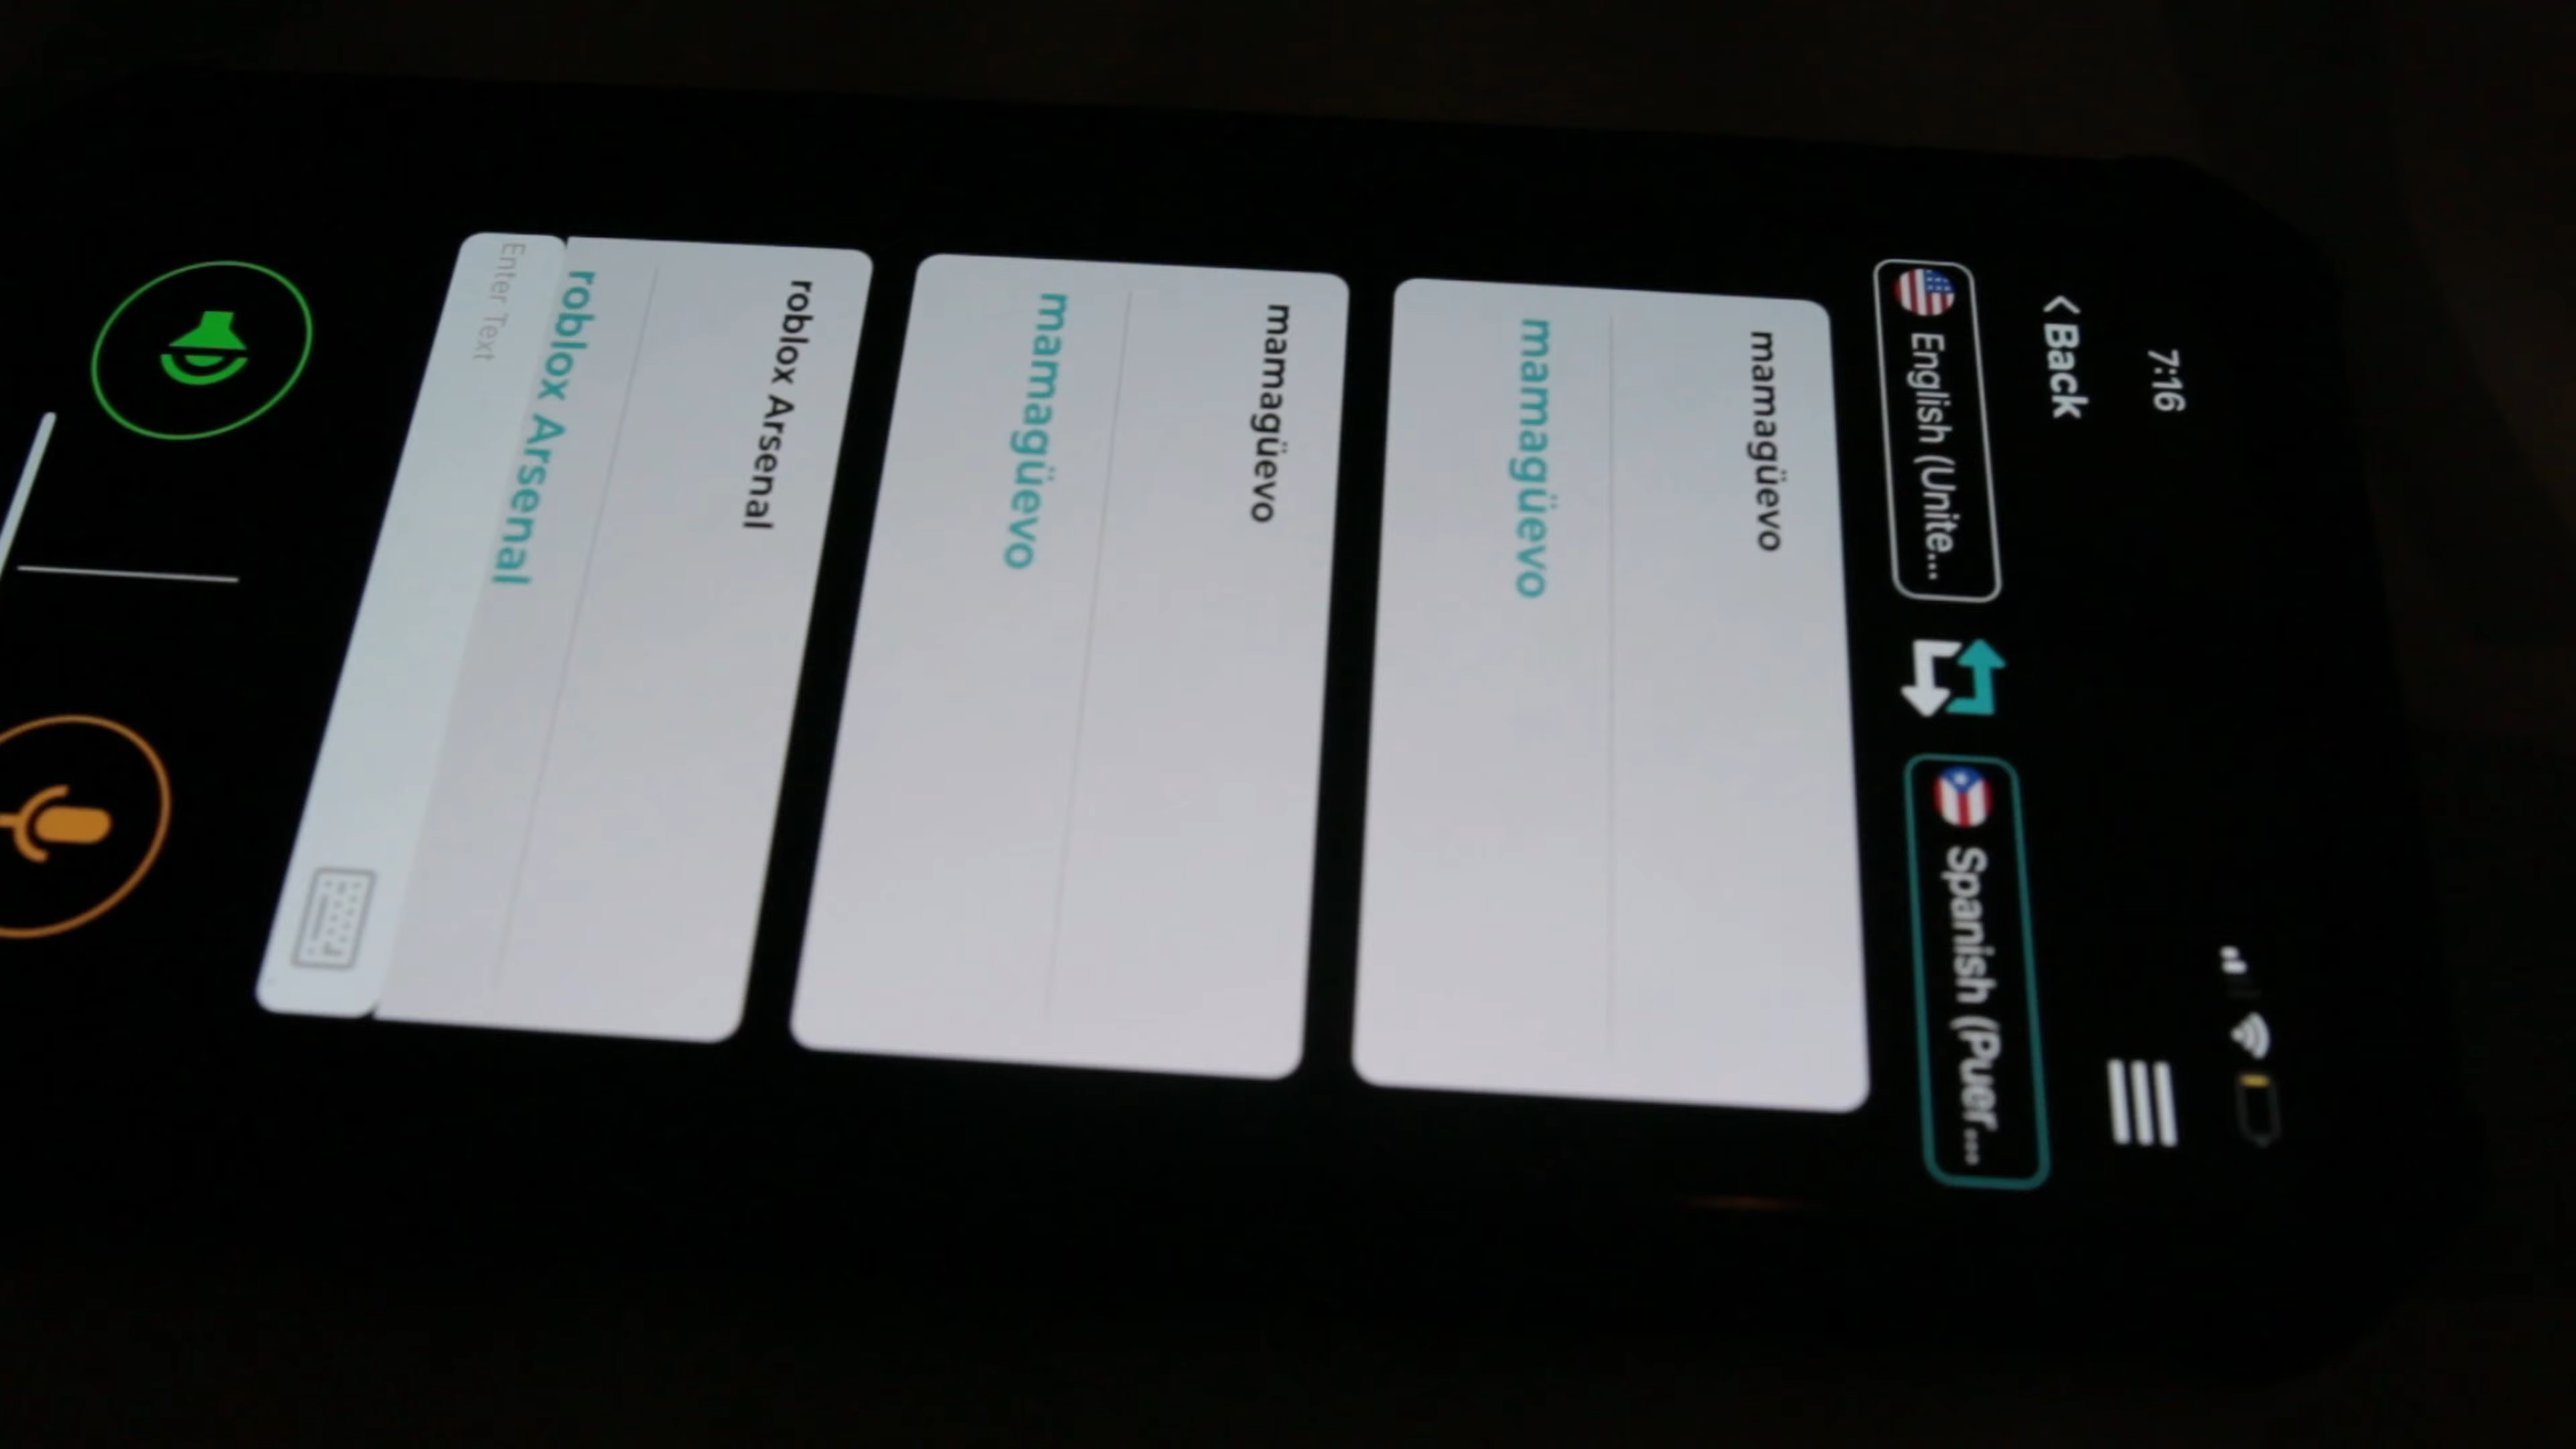 7:16
< Back
English (Unite...
Spanish (Puer...
mamagüevo
mamagüevo
mamagüevo
mamagüevo
roblox Arsenal
roblox Arsenal
Enter Text